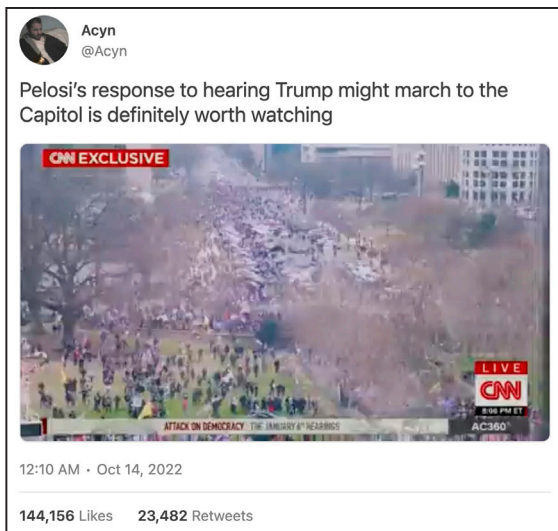 Acyn
@Acyn
Pelosi’s response to hearing Trump might march to the
Capitol is definitely worth watching
CNN EXCLUSIVE
LIVE
CNN
8:06 PM ET
ATTACK ON DEMOCRACY THE JANUARY 6TH HEARINGS
AC360°
12:10 AM · Oct 14, 2022
144,156 Likes 23,482 Retweets